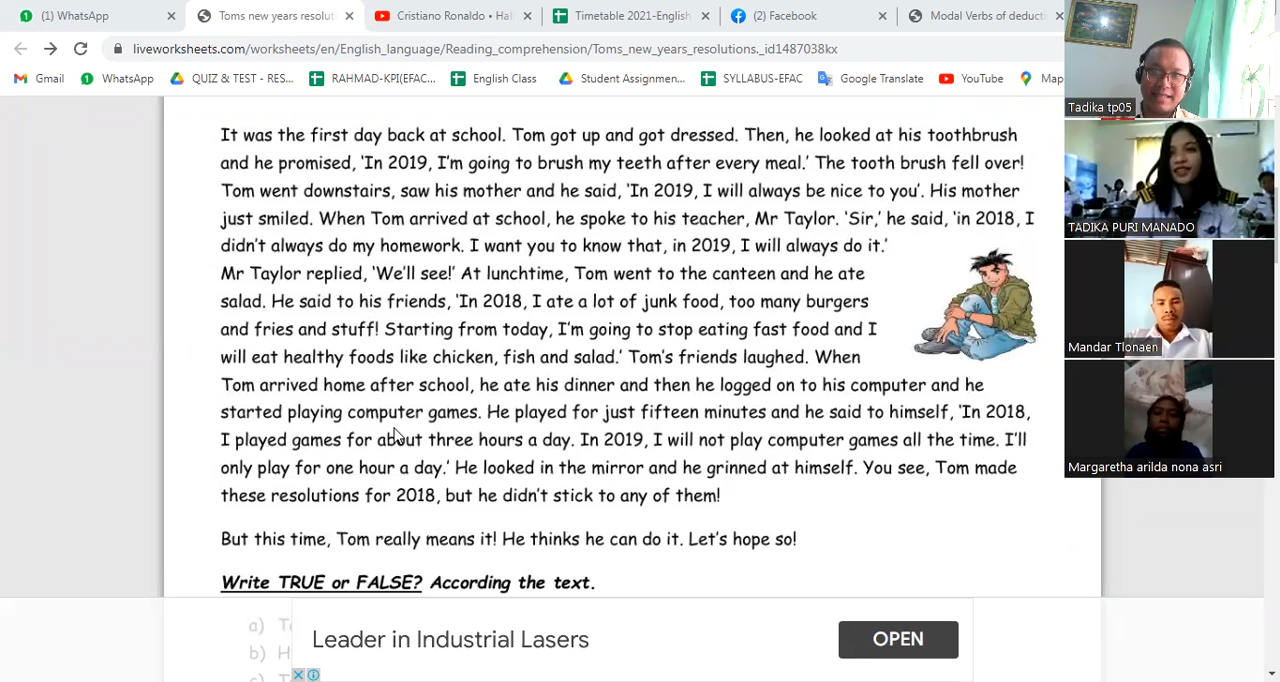 (1) WhatsApp
Toms new years resolut
Cristiano Ronaldo • Hal
Timetable 2021-English
(2) Facebook
Modal Verbs of deducti
liveworksheets.com/worksheets/en/English_language/Reading_comprehension/Toms_new_years_resolutions._id1487038kx
Gmail
WhatsApp
QUIZ & TEST - RES...
RAHMAD-KPI(EFAC...
English Class
Student Assignmen...
SYLLABUS-EFAC
Google Translate
YouTube
Map
It was the first day back at school. Tom got up and got dressed. Then, he looked at his toothbrush
and he promised, 'In 2019, I'm going to brush my teeth after every meal.' The tooth brush fell over!
Tom went downstairs, saw his mother and he said, 'In 2019, I will always be nice to you'. His mother
just smiled. When Tom arrived at school, he spoke to his teacher, Mr Taylor. 'Sir,' he said, 'in 2018, I
didn't always do my homework. I want you to know that, in 2019, I will always do it.'
Mr Taylor replied, 'We'll see!' At lunchtime, Tom went to the canteen and he ate
salad. He said to his friends, 'In 2018, I ate a lot of junk food, too many burgers
and fries and stuff! Starting from today, I'm going to stop eating fast food and I
will eat healthy foods like chicken, fish and salad.' Tom's friends laughed. When
Tom arrived home after school, he ate his dinner and then he logged on to his computer and he
started playing computer games. He played for just fifteen minutes and he said to himself, 'In 2018,
I played games for about three hours a day. In 2019, I will not play computer games all the time. I'll
only play for one hour a day.' He looked in the mirror and he grinned at himself. You see, Tom made
these resolutions for 2018, but he didn't stick to any of them!
But this time, Tom really means it! He thinks he can do it. Let's hope so!
Write TRUE or FALSE? According the text.
a) T
b) H
c) T
Leader in Industrial Lasers
OPEN
Tadika tp05
TADIKA PURI MANADO
Mandar Tlonaen
Margaretha arilda nona asri